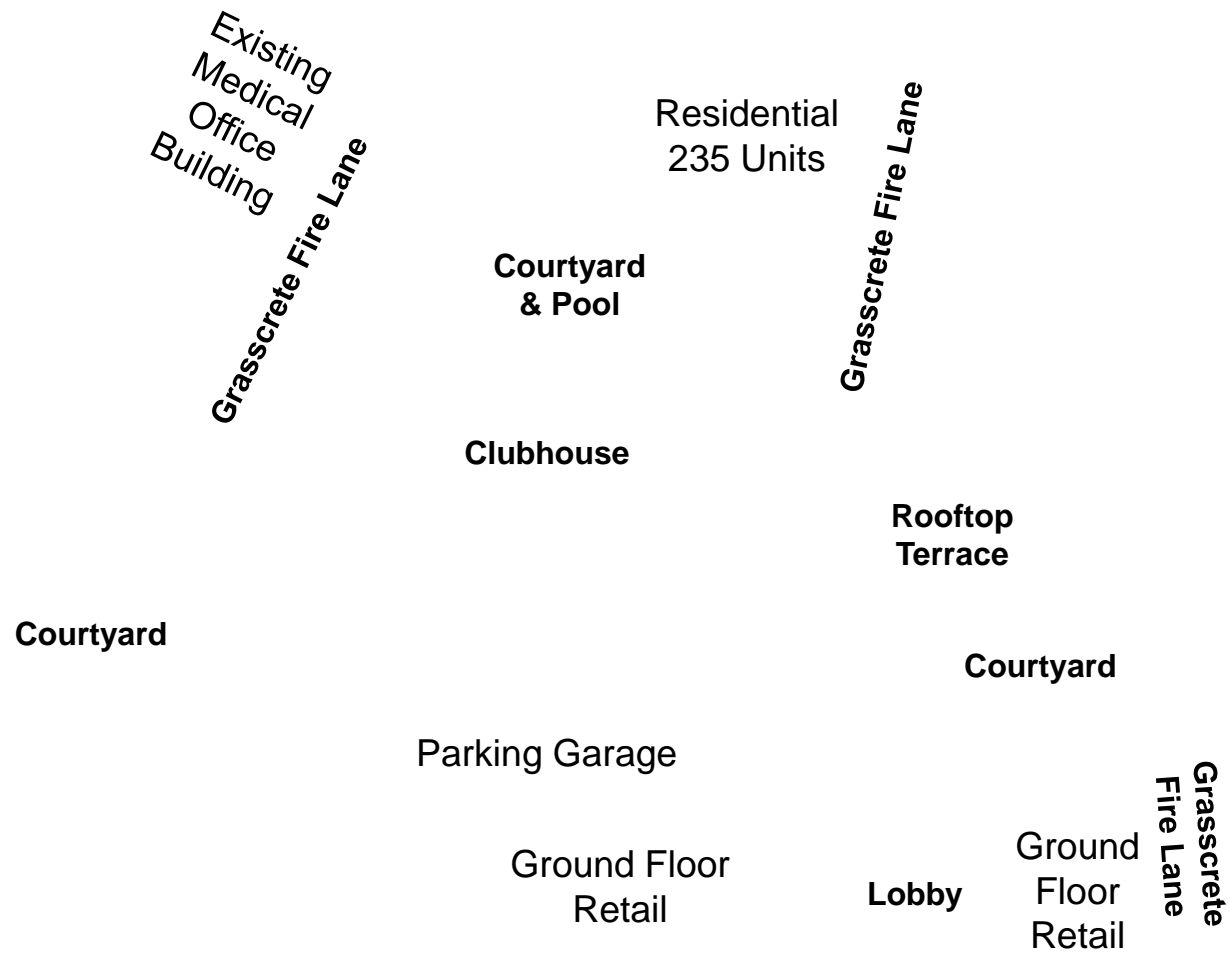 Existing
Medical
Office
Building
Grasscrete Fire Lane
Residential
235 Units
Grasscrete Fire Lane
Courtyard
& Pool
Clubhouse
Rooftop
Terrace
Courtyard
Courtyard
Parking Garage
Ground Floor
Retail
Lobby
Ground
Floor
Retail
Grasscrete
Fire Lane